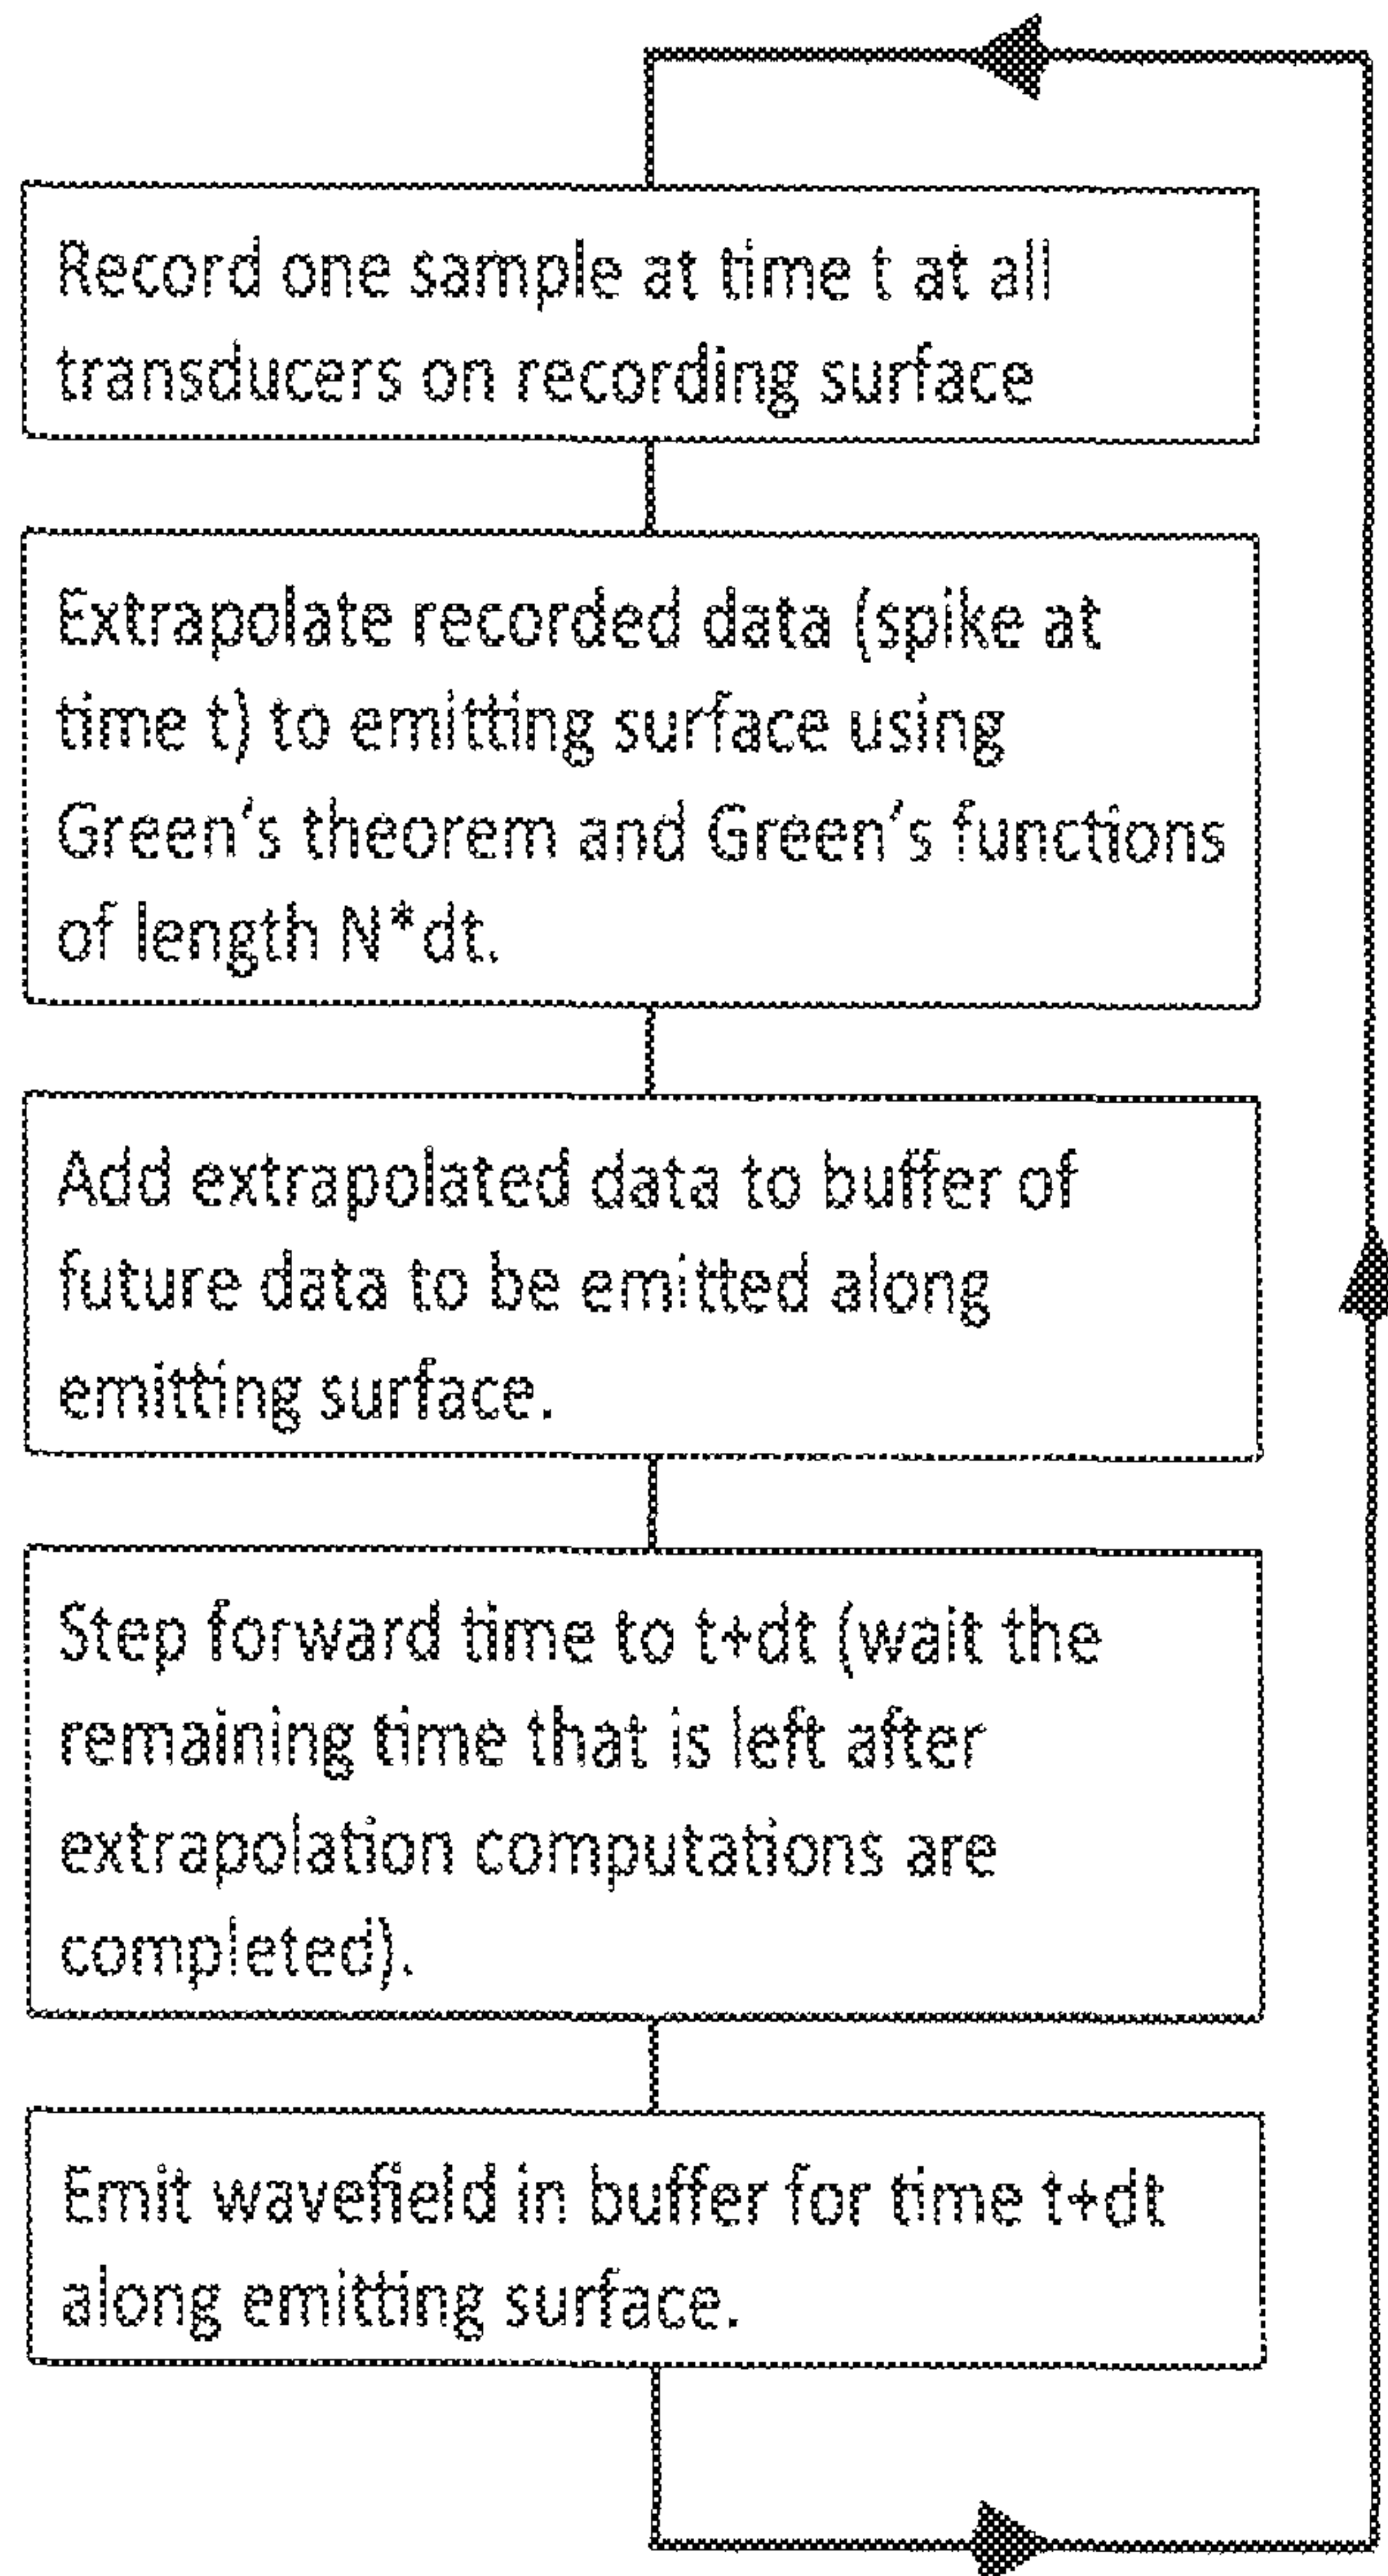 Record one sample at time t at all
transducers on recording surface
Extrapolate recorded data (spike at
time t) to emitting surface using
Green's theorem and Green's functions
of length N*dt.
Add extrapolated data to buffer of
future data to be emitted along
emitting surface.
Step forward time to t+dt (wait the
remaining time that is left after
extrapolation computations are
completed).
Emit wavefield in buffer for time t+dt
along emitting surface.